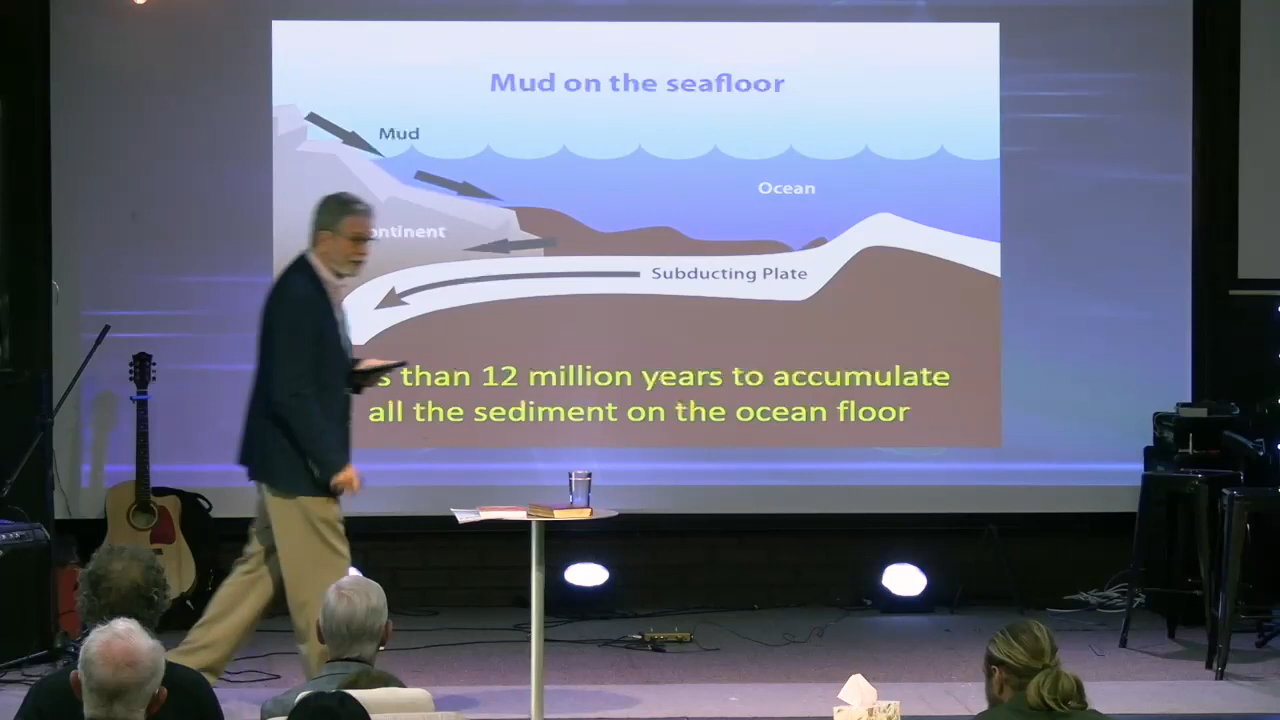 Mud on the seafloor
Mud
Ocean
ontinent
Subducting Plate
s than 12 million years to accumulate
all the sediment on the ocean floor